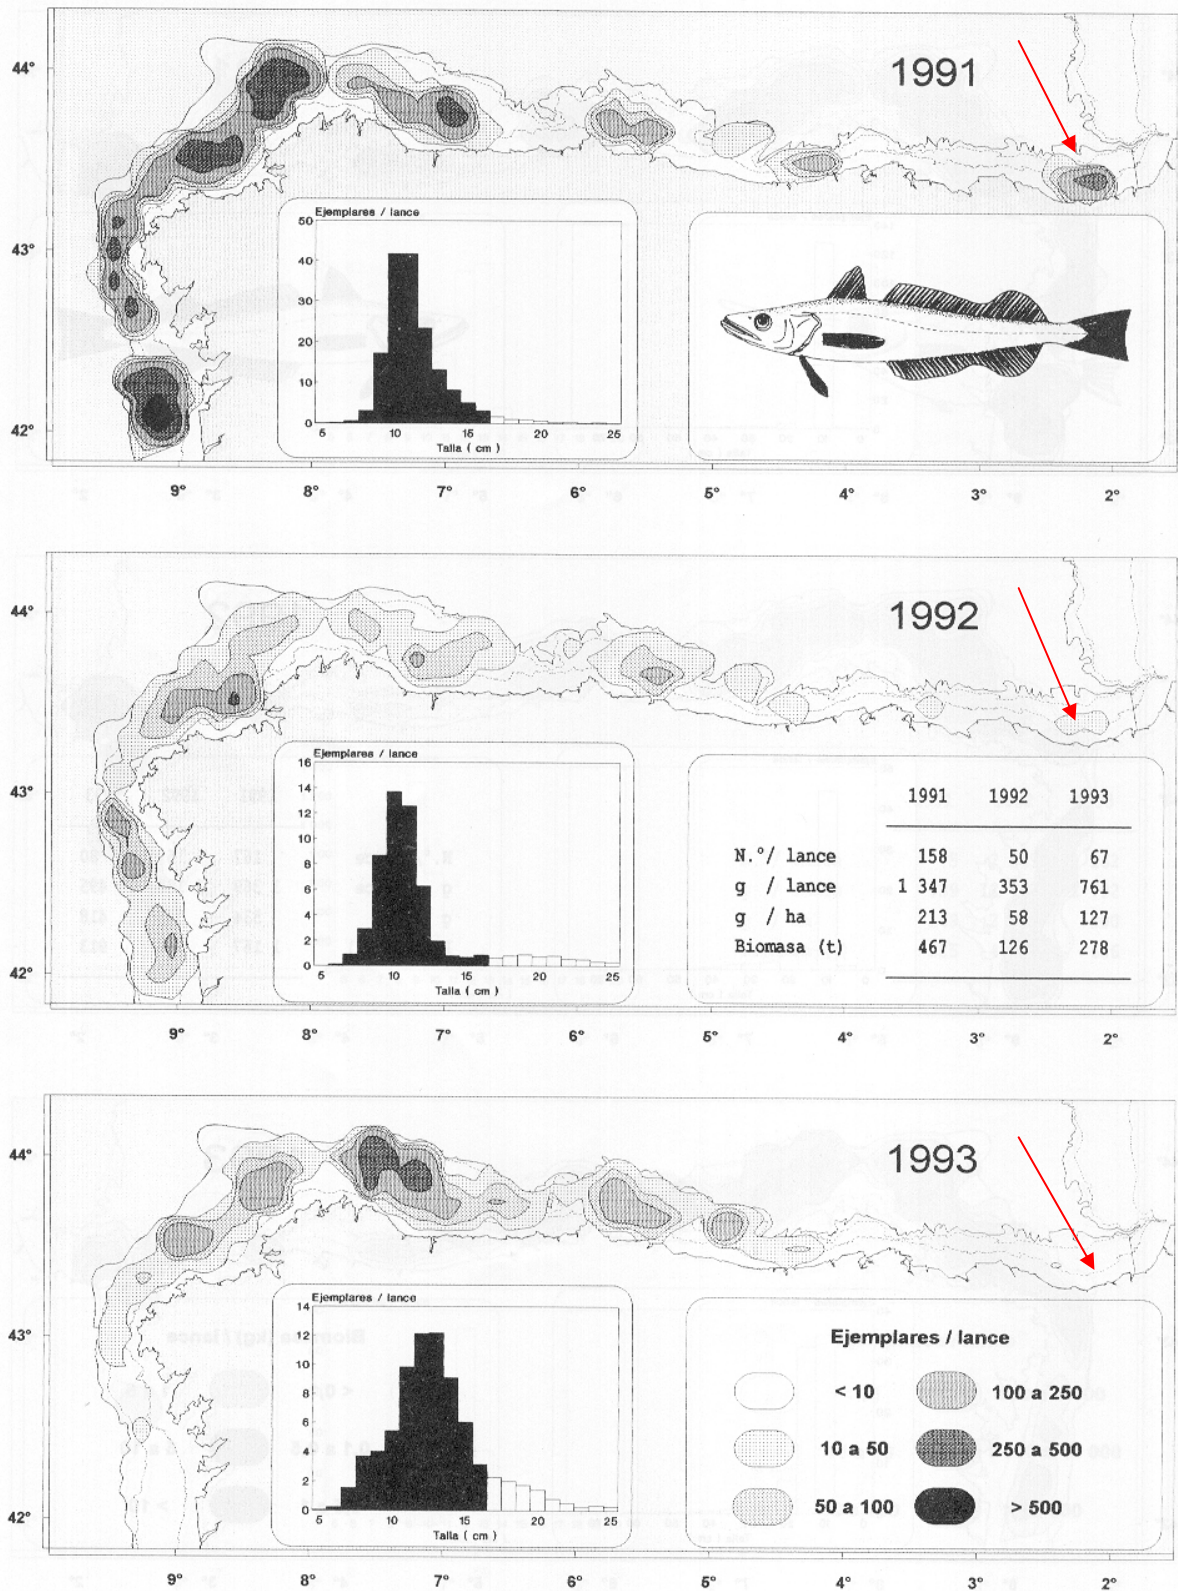 1991
44°
43°
42°
Ejemplares / lance
50
40
30
20
10
0
5 10 15 20 25
Talla ( cm )
9° 8° 7° 6° 5° 4° 3° 2°
1992
44°
43°
42°
Ejemplares / lance
16
14
12
10
8
6
4
2
0
5 10 15 20 25
Talla ( cm )
1991 1992 1993
N.º/ lance 158 50 67
g / lance 1 347 353 761
g / ha 213 58 127
Biomasa (t) 467 126 278
9° 8° 7° 6° 5° 4° 3° 2°
1993
44°
43°
42°
Ejemplares / lance
14
12
10
8
6
4
2
0
5 10 15 20 25
Talla ( cm )
Ejemplares / lance
< 10 100 a 250
10 a 50 250 a 500
50 a 100 > 500
9° 8° 7° 6° 5° 4° 3° 2°